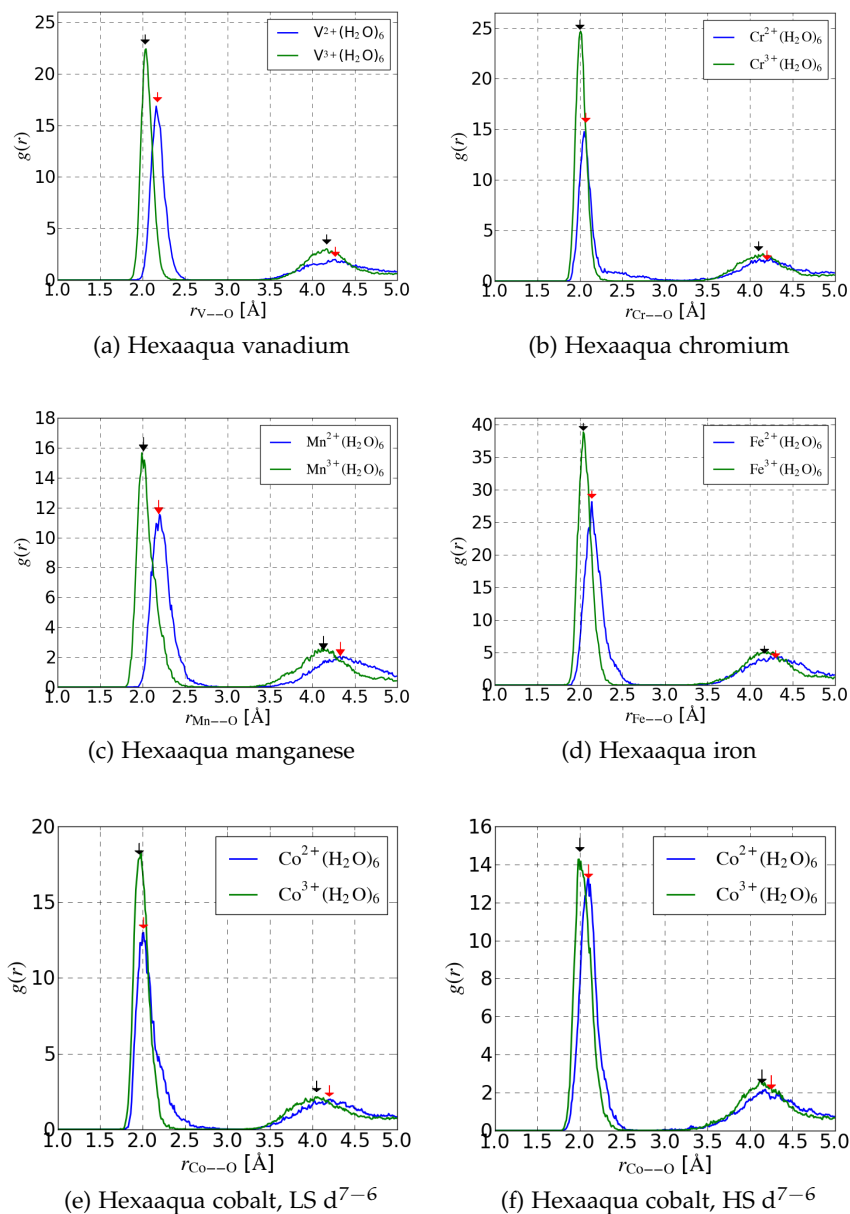 V²⁺(H₂O)₆
V³⁺(H₂O)₆
25
20
15
10
5
0
g(r)
1.0 1.5 2.0 2.5 3.0 3.5 4.0 4.5 5.0
r_V––O [Å]
(a) Hexaaqua vanadium
Cr²⁺(H₂O)₆
Cr³⁺(H₂O)₆
25
20
15
10
5
0
g(r)
1.0 1.5 2.0 2.5 3.0 3.5 4.0 4.5 5.0
r_Cr––O [Å]
(b) Hexaaqua chromium
Mn²⁺(H₂O)₆
Mn³⁺(H₂O)₆
18
16
14
12
10
8
6
4
2
0
g(r)
1.0 1.5 2.0 2.5 3.0 3.5 4.0 4.5 5.0
r_Mn––O [Å]
(c) Hexaaqua manganese
Fe²⁺(H₂O)₆
Fe³⁺(H₂O)₆
40
35
30
25
20
15
10
5
0
g(r)
1.0 1.5 2.0 2.5 3.0 3.5 4.0 4.5 5.0
r_Fe––O [Å]
(d) Hexaaqua iron
Co²⁺(H₂O)₆
Co³⁺(H₂O)₆
20
15
10
5
0
g(r)
1.0 1.5 2.0 2.5 3.0 3.5 4.0 4.5 5.0
r_Co––O [Å]
(e) Hexaaqua cobalt, LS d⁷⁻⁶
Co²⁺(H₂O)₆
Co³⁺(H₂O)₆
16
14
12
10
8
6
4
2
0
g(r)
1.0 1.5 2.0 2.5 3.0 3.5 4.0 4.5 5.0
r_Co––O [Å]
(f) Hexaaqua cobalt, HS d⁷⁻⁶